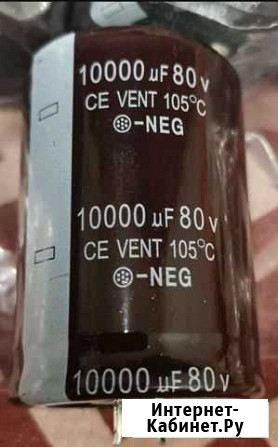 10000 µF 80 v
CE VENT 105°C
-NEG
10000 µF 80 v
CE VENT 105°C
-NEG
10000 µF 80 v
Интернет-
Кабинет.Ру